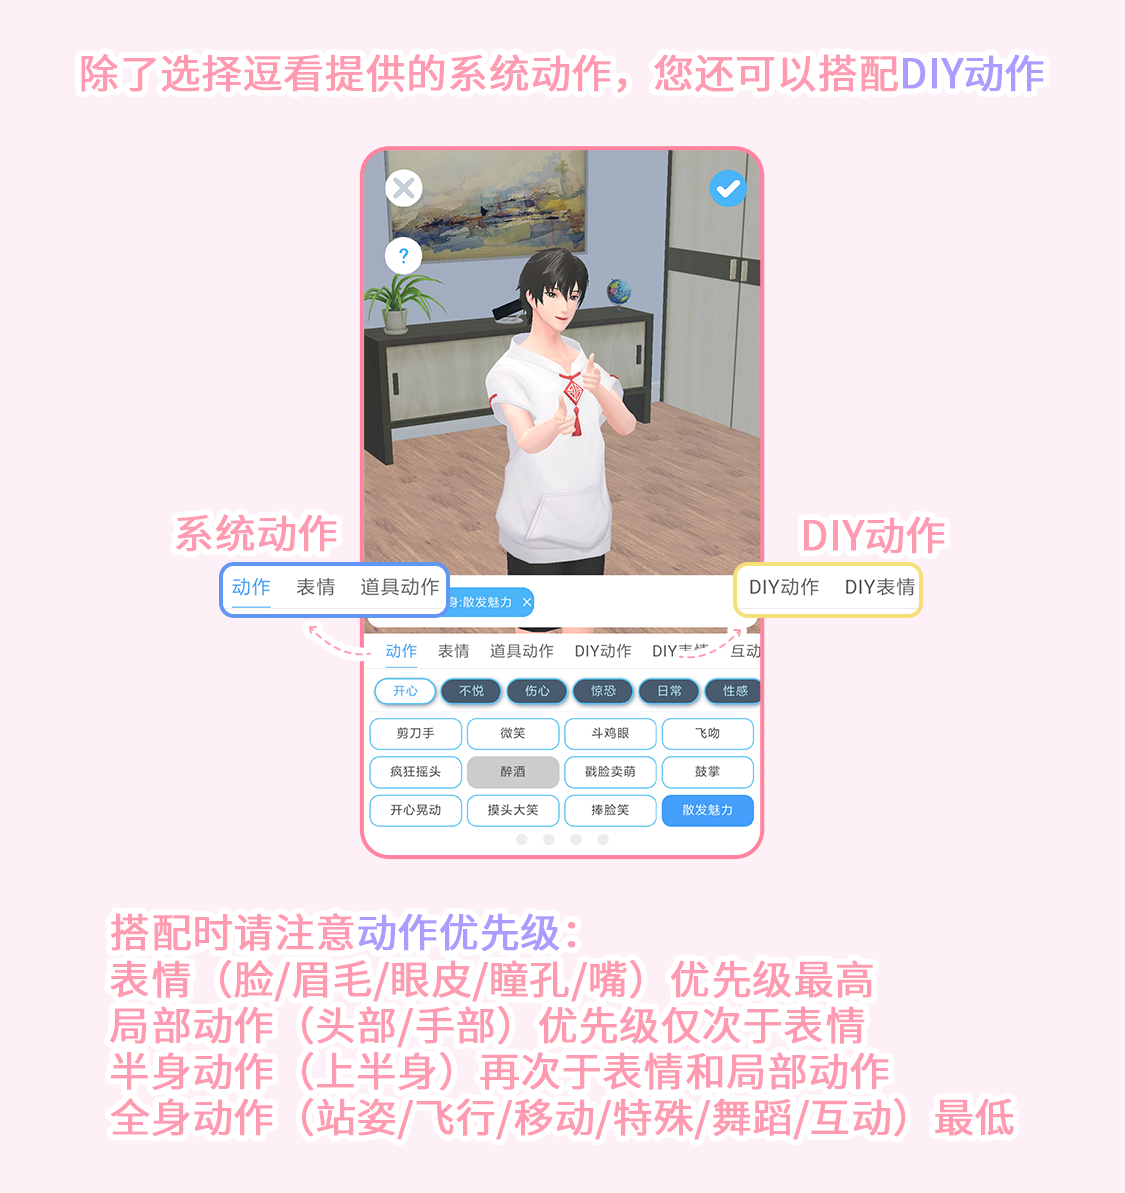 除了选择逗看提供的系统动作，您还可以搭配DIY动作
?
系统动作
DIY动作
动作 表情 道具动作
DIY动作 DIY表情
身:散发魅力 ×
动作 表情 道具动作 DIY动作 DIY表情 互动
开心 不悦 伤心 惊恐 日常 性感
剪刀手 微笑 斗鸡眼 飞吻
疯狂摇头 醉酒 戳脸卖萌 鼓掌
开心晃动 摸头大笑 捧脸笑 散发魅力
搭配时请注意动作优先级：
表情（脸/眉毛/眼皮/瞳孔/嘴）优先级最高
局部动作（头部/手部）优先级仅次于表情
半身动作（上半身）再次于表情和局部动作
全身动作（站姿/飞行/移动/特殊/舞蹈/互动）最低